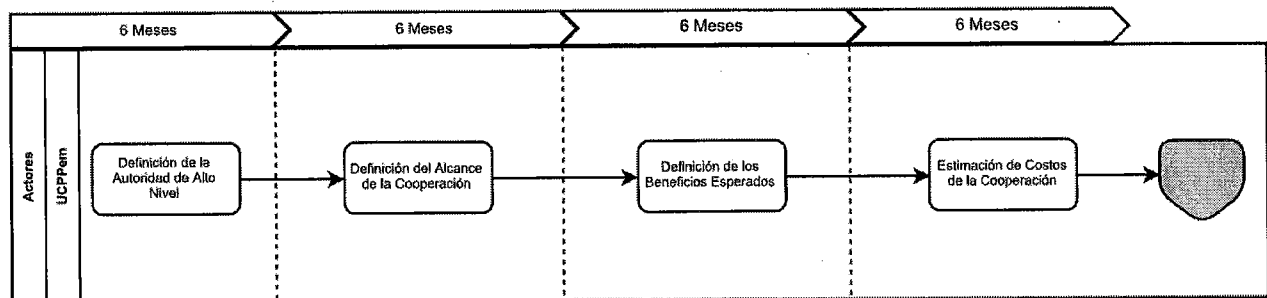 6 Meses
6 Meses
6 Meses
6 Meses
Actores
UCPPem
Definición de la
Autoridad de Alto
Nivel
Definición del Alcance
de la Cooperación
Definición de los
Beneficios Esperados
Estimación de Costos
de la Cooperación